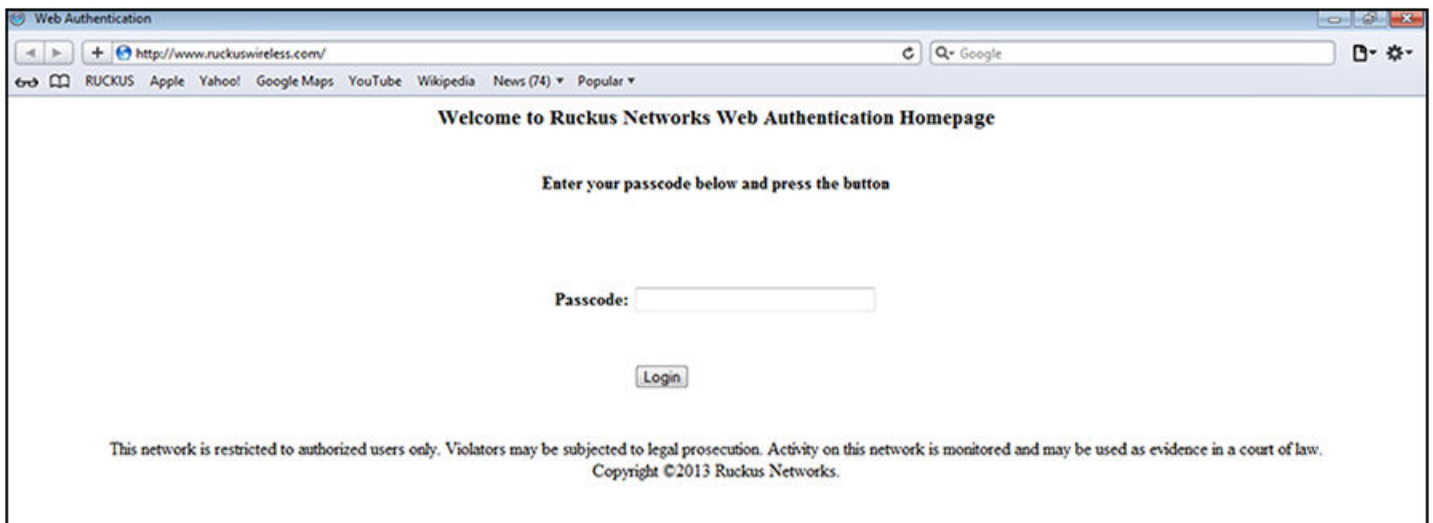 Web Authentication
http://www.ruckuswireless.com/
Google
RUCKUS Apple Yahoo! Google Maps YouTube Wikipedia News (74) ▾ Popular ▾
Welcome to Ruckus Networks Web Authentication Homepage
Enter your passcode below and press the button
Passcode:
Login
This network is restricted to authorized users only. Violators may be subjected to legal prosecution. Activity on this network is monitored and may be used as evidence in a court of law.
Copyright ©2013 Ruckus Networks.